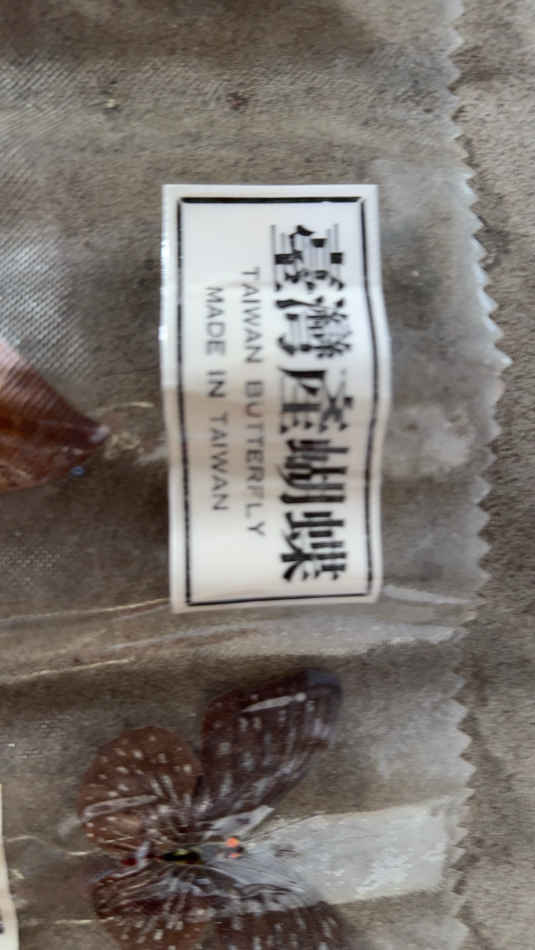 臺灣產蝴蝶
TAIWAN BUTTERFLY
MADE IN TAIWAN